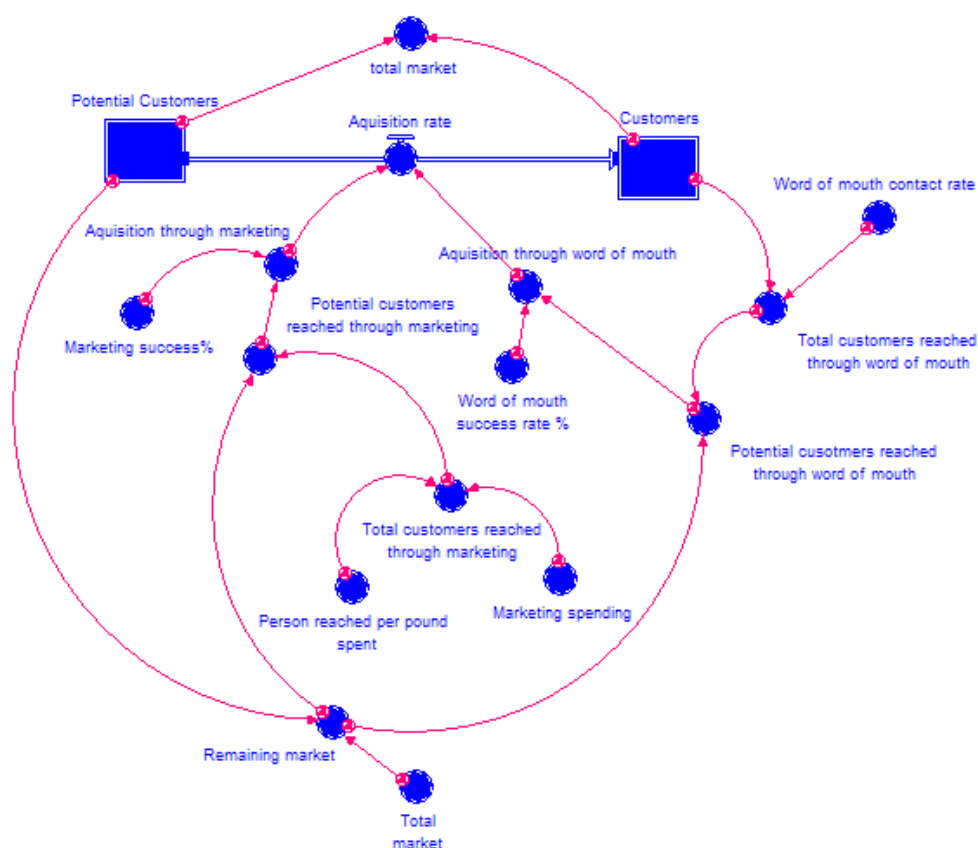 total market
Potential Customers
Aquisition rate
Customers
Word of mouth contact rate
Aquisition through marketing
Aquisition through word of mouth
Potential customers
reached through marketing
Marketing success%
Total customers reached
through word of mouth
Word of mouth
success rate %
Potential cusotmers reached
through word of mouth
Total customers reached
through marketing
Person reached per pound
spent
Marketing spending
Remaining market
Total
market